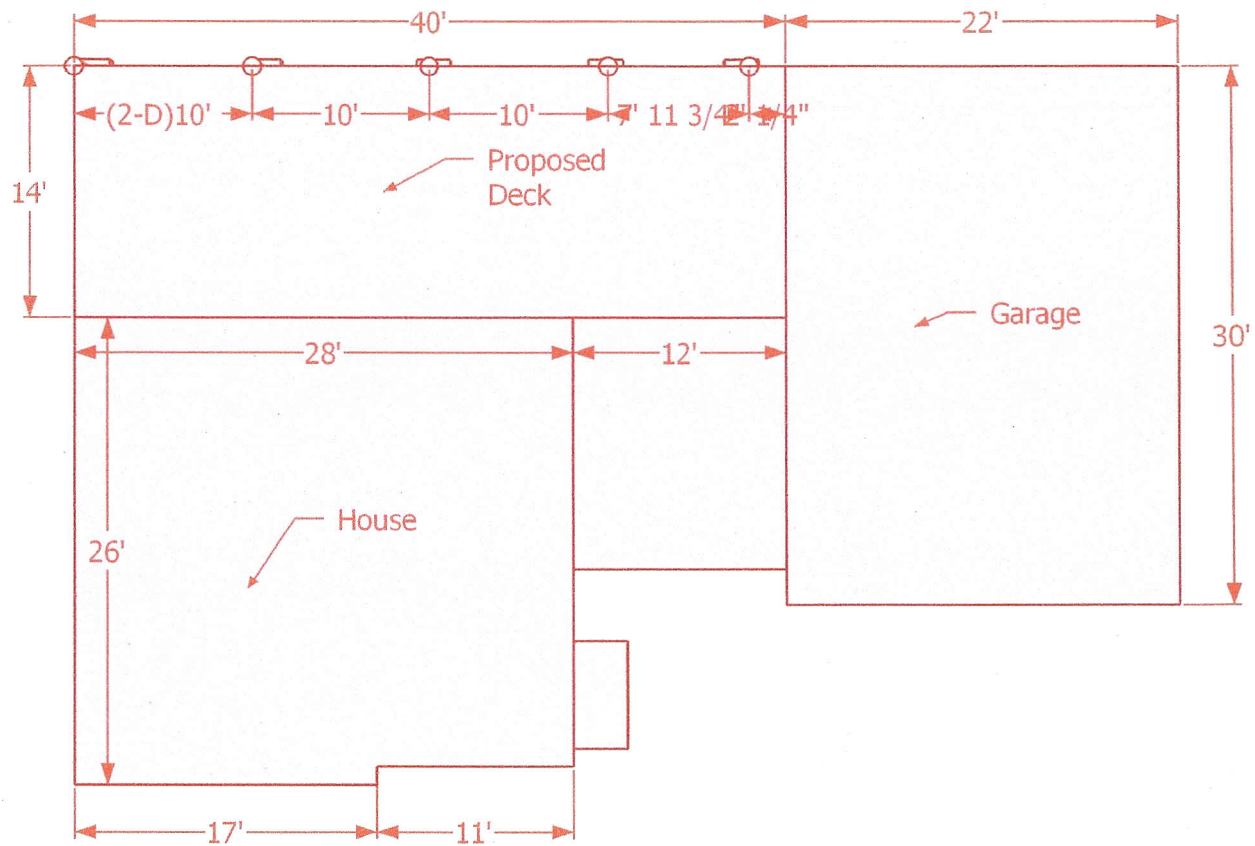 40'
22'
(2-D)10'
10'
10'
7' 11 3/4"
1/4"
14'
Proposed
Deck
Garage
30'
28'
12'
House
26'
17'
11'